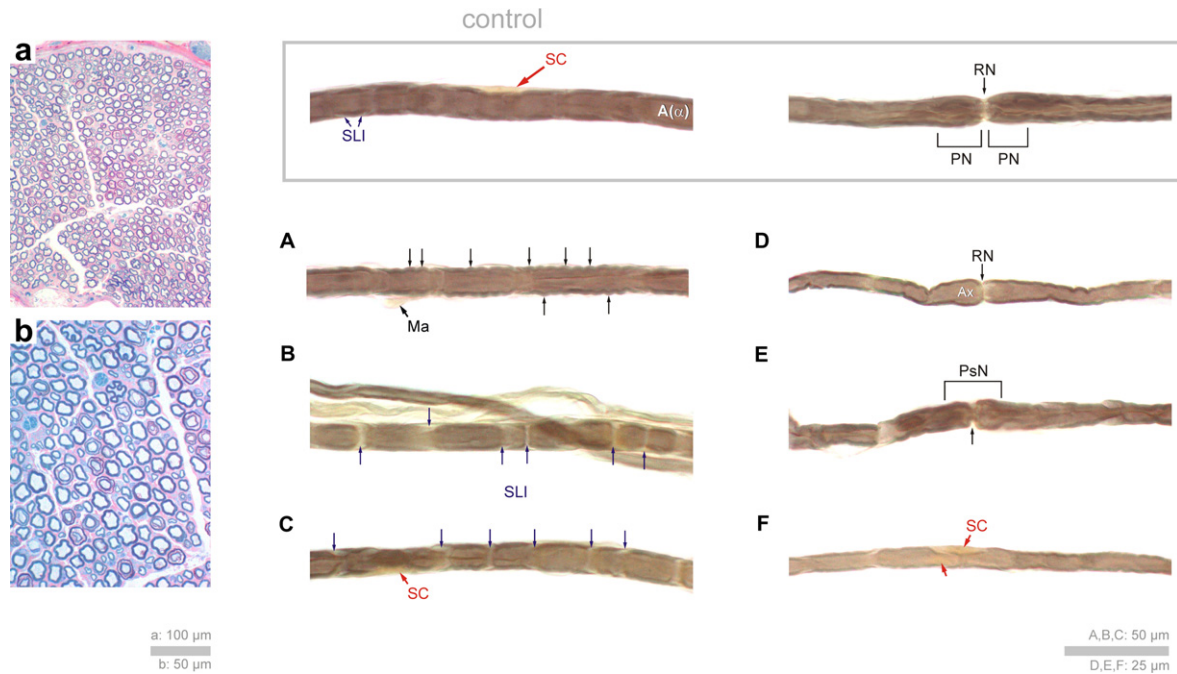 control
a
SC
A(α)
SLI
RN
PN
PN
A
Ma
D
RN
Ax
b
B
SLI
E
PsN
C
SC
F
SC
a: 100 µm
b: 50 µm
A,B,C: 50 µm
D,E,F: 25 µm